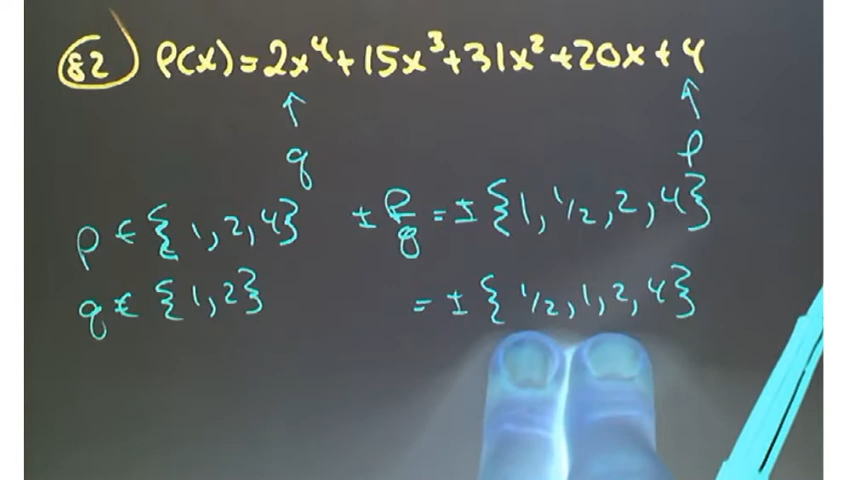 82) P(x) = 2x⁴ + 15x³ + 31x² + 20x + 4
↑ ↑
q p
p ∈ {1, 2, 4} ± p/q = ± {1, 1/2, 2, 4}
q ∈ {1, 2} = ± {1/2, 1, 2, 4}